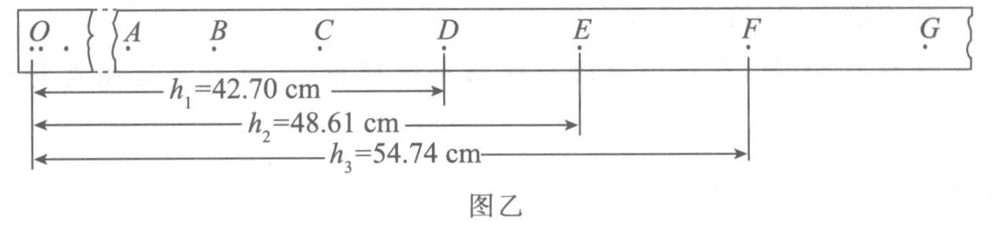 O A B C D E F G
h₁=42.70 cm
h₂=48.61 cm
h₃=54.74 cm
图乙